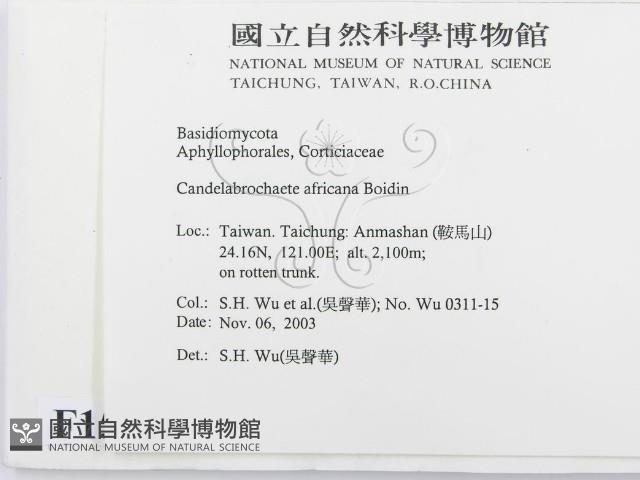 國立自然科學博物館
NATIONAL MUSEUM OF NATURAL SCIENCE
TAICHUNG, TAIWAN, R.O.CHINA
Basidiomycota
Aphyllophorales, Corticiaceae
Candelabrochaete africana Boidin
Loc.: Taiwan. Taichung: Anmashan (鞍馬山)
24.16N, 121.00E; alt. 2,100m;
on rotten trunk.
Col.: S.H. Wu et al.(吳聲華); No. Wu 0311-15
Date: Nov. 06, 2003
Det.: S.H. Wu(吳聲華)
國立自然科學博物館
NATIONAL MUSEUM OF NATURAL SCIENCE